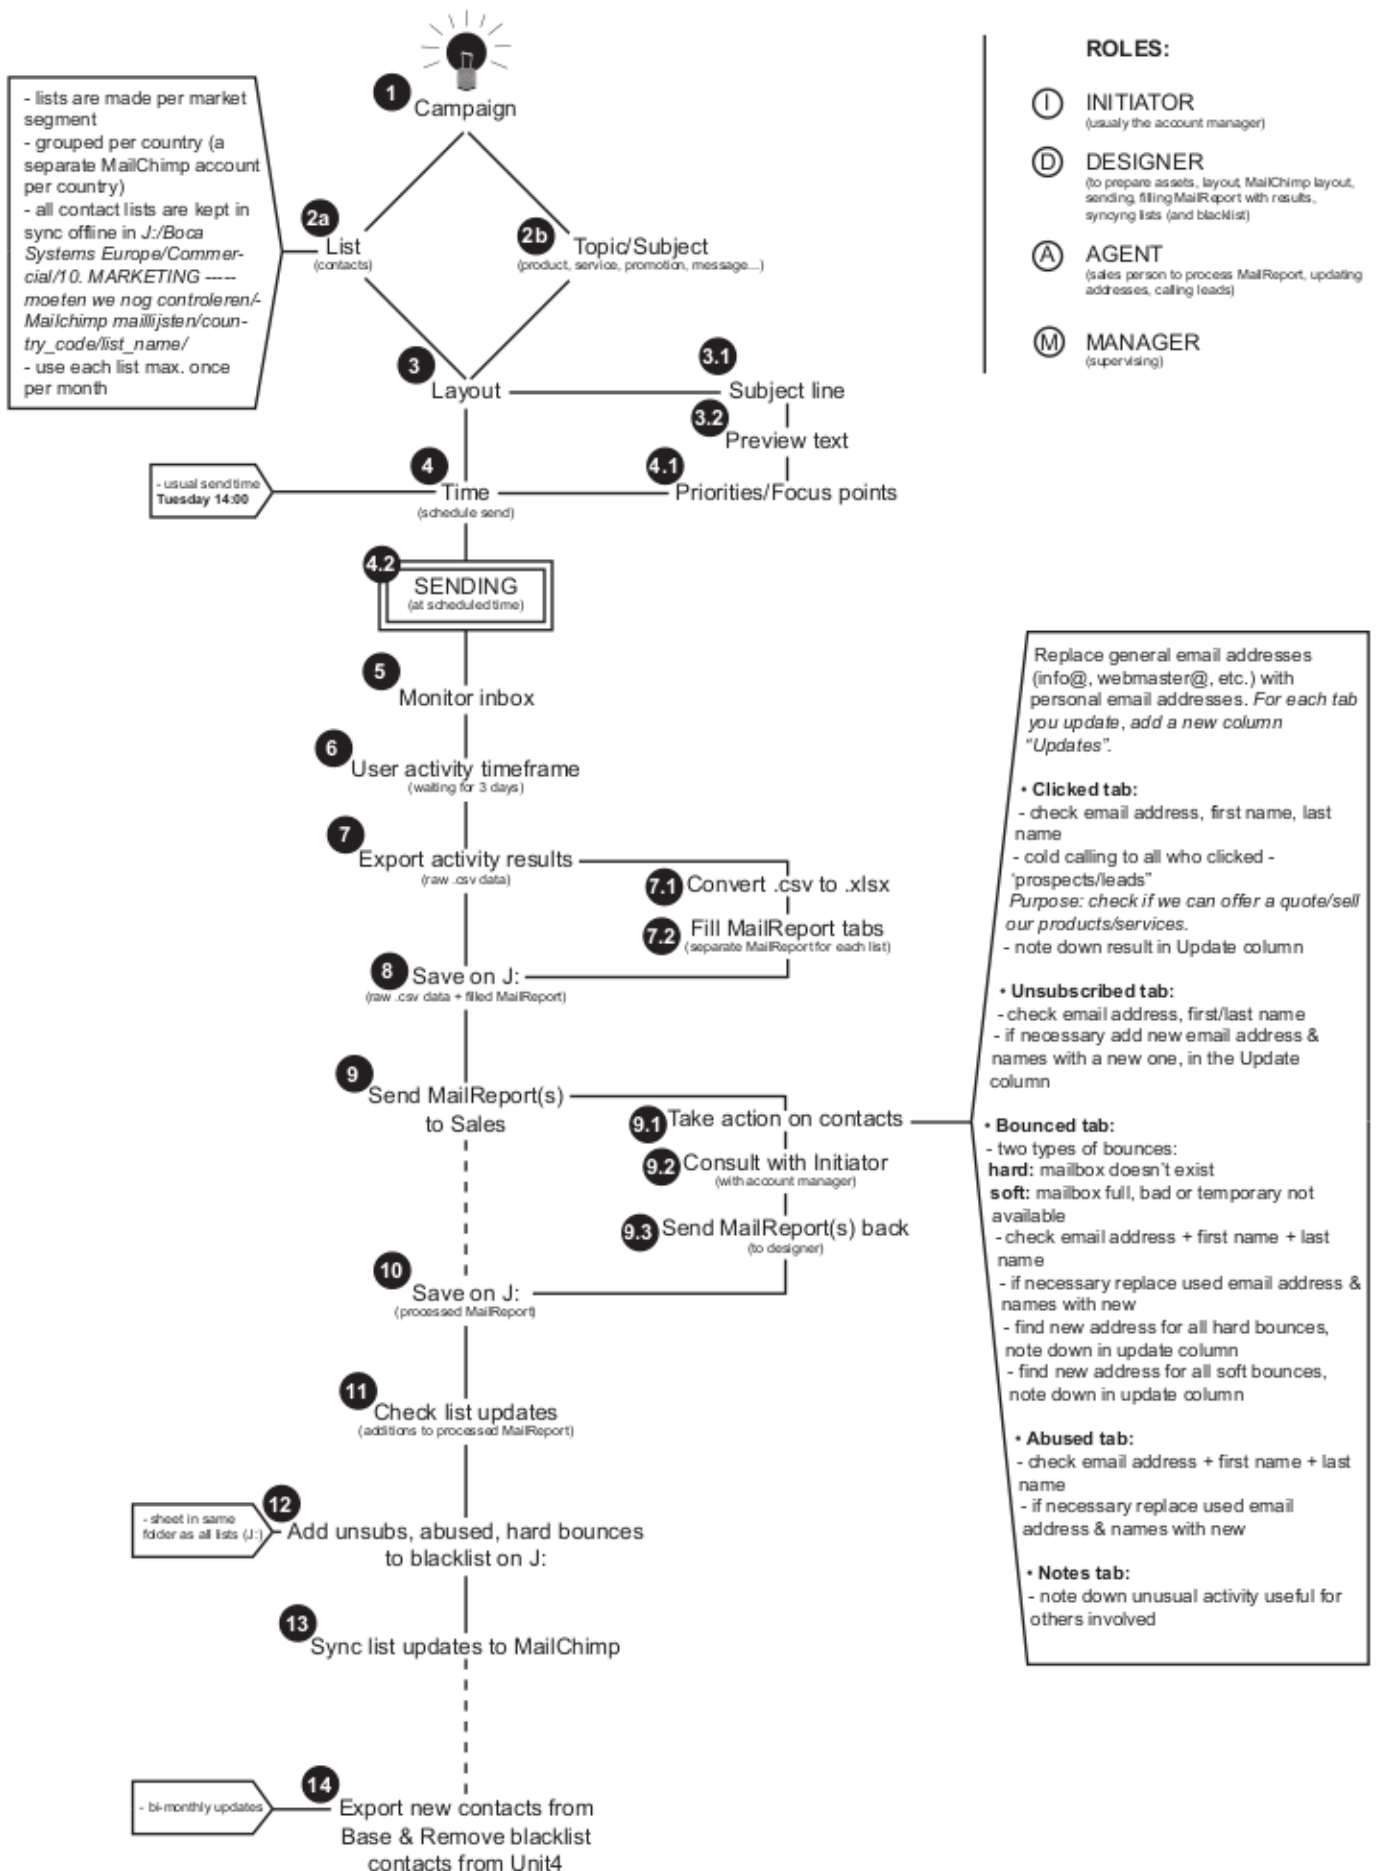 1
Campaign
ROLES:
I INITIATOR
(usualy the account manager)
D DESIGNER
(to prepare assets, layout, MailChimp layout,
sending, filling MailReport with results,
syncyng lists (and blacklist)
A AGENT
(sales person to process MailReport, updating
addresses, calling leads)
M MANAGER
(supervising)
- lists are made per market
segment
- grouped per country (a
separate MailChimp account
per country)
- all contact lists are kept in
sync offline in J:/Boca
Systems Europe/Commer-
cial/10. MARKETING -----
moeten we nog controleren/-
Mailchimp maillijsten/coun-
try_code/list_name/
- use each list max. once
per month
2a
List
(contacts)
2b
Topic/Subject
(product, service, promotion, message...)
3
Layout
3.1
Subject line
3.2
Preview text
- usual send time
Tuesday 14:00
4
Time
(schedule send)
4.1
Priorities/Focus points
4.2
SENDING
(at scheduled time)
5
Monitor inbox
6
User activity timeframe
(waiting for 3 days)
7
Export activity results
(raw .csv data)
7.1 Convert .csv to .xlsx
7.2 Fill MailReport tabs
(separate MailReport for each list)
8 Save on J:
(raw .csv data + filled MailReport)
9
Send MailReport(s)
to Sales
9.1 Take action on contacts
9.2 Consult with Initiator
(with account manager)
9.3 Send MailReport(s) back
(to designer)
10
Save on J:
(processed MailReport)
11
Check list updates
(additions to processed MailReport)
- sheet in same
folder as all lists (J:)
12
Add unsubs, abused, hard bounces
to blacklist on J:
13
Sync list updates to MailChimp
- bi-monthly updates
14
Export new contacts from
Base & Remove blacklist
contacts from Unit4
Replace general email addresses
(info@, webmaster@, etc.) with
personal email addresses. For each tab
you update, add a new column
"Updates".
• Clicked tab:
- check email address, first name, last
name
- cold calling to all who clicked -
'prospects/leads"
Purpose: check if we can offer a quote/sell
our products/services.
- note down result in Update column
• Unsubscribed tab:
- check email address, first/last name
- if necessary add new email address &
names with a new one, in the Update
column
• Bounced tab:
- two types of bounces:
hard: mailbox doesn't exist
soft: mailbox full, bad or temporary not
available
- check email address + first name + last
name
- if necessary replace used email address &
names with new
- find new address for all hard bounces,
note down in update column
- find new address for all soft bounces,
note down in update column
• Abused tab:
- check email address + first name + last
name
- if necessary replace used email
address & names with new
• Notes tab:
- note down unusual activity useful for
others involved